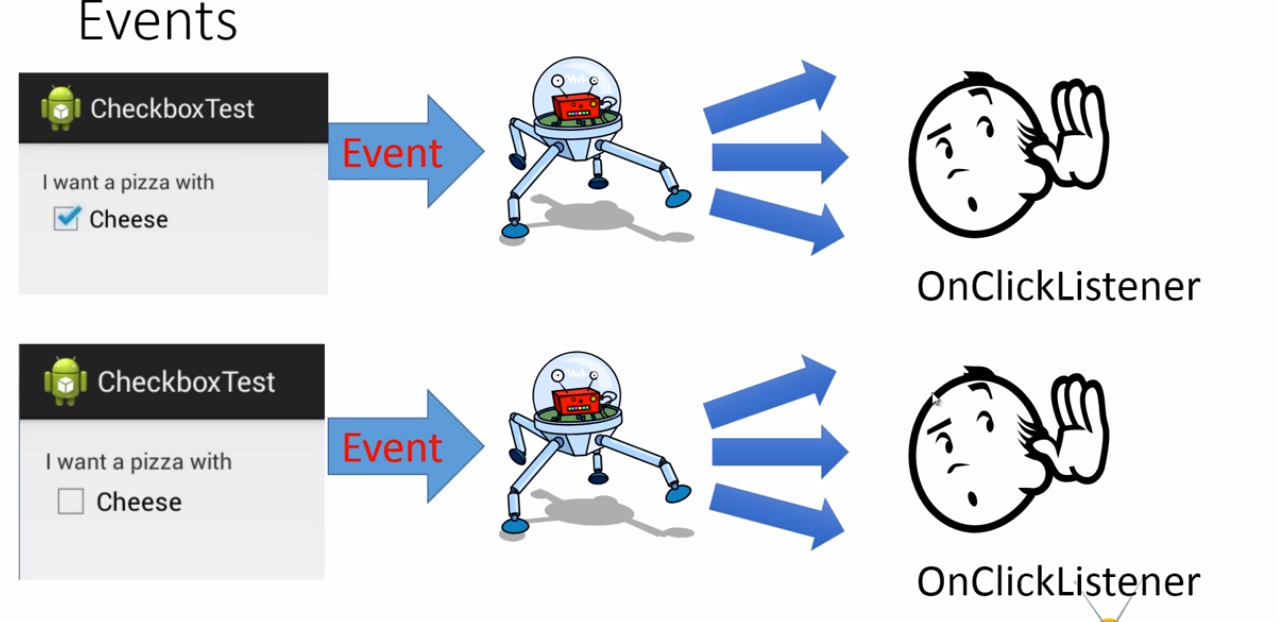 Events
CheckboxTest
I want a pizza with
Cheese
Event
OnClickListener
CheckboxTest
I want a pizza with
Cheese
Event
OnClickListener